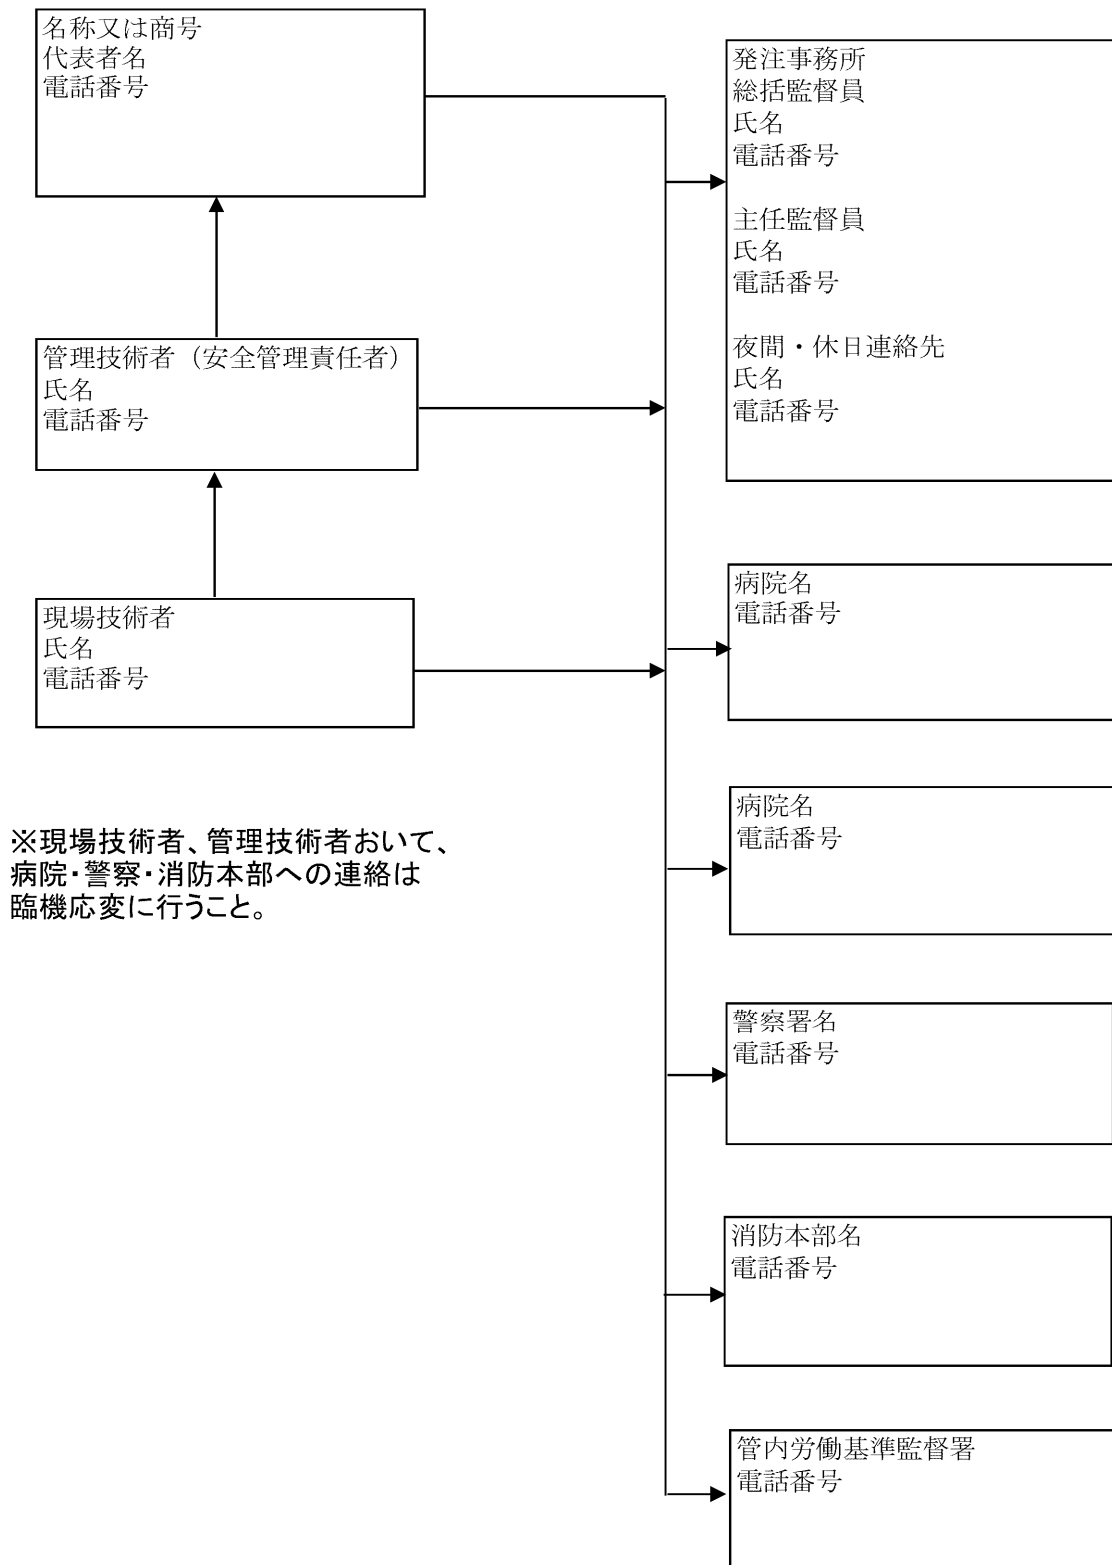 名称又は商号
代表者名
電話番号
管理技術者（安全管理責任者）
氏名
電話番号
現場技術者
氏名
電話番号
※現場技術者、管理技術者おいて、
病院・警察・消防本部への連絡は
臨機応変に行うこと。
発注事務所
総括監督員
氏名
電話番号
主任監督員
氏名
電話番号
夜間・休日連絡先
氏名
電話番号
病院名
電話番号
病院名
電話番号
警察署名
電話番号
消防本部名
電話番号
管内労働基準監督署
電話番号